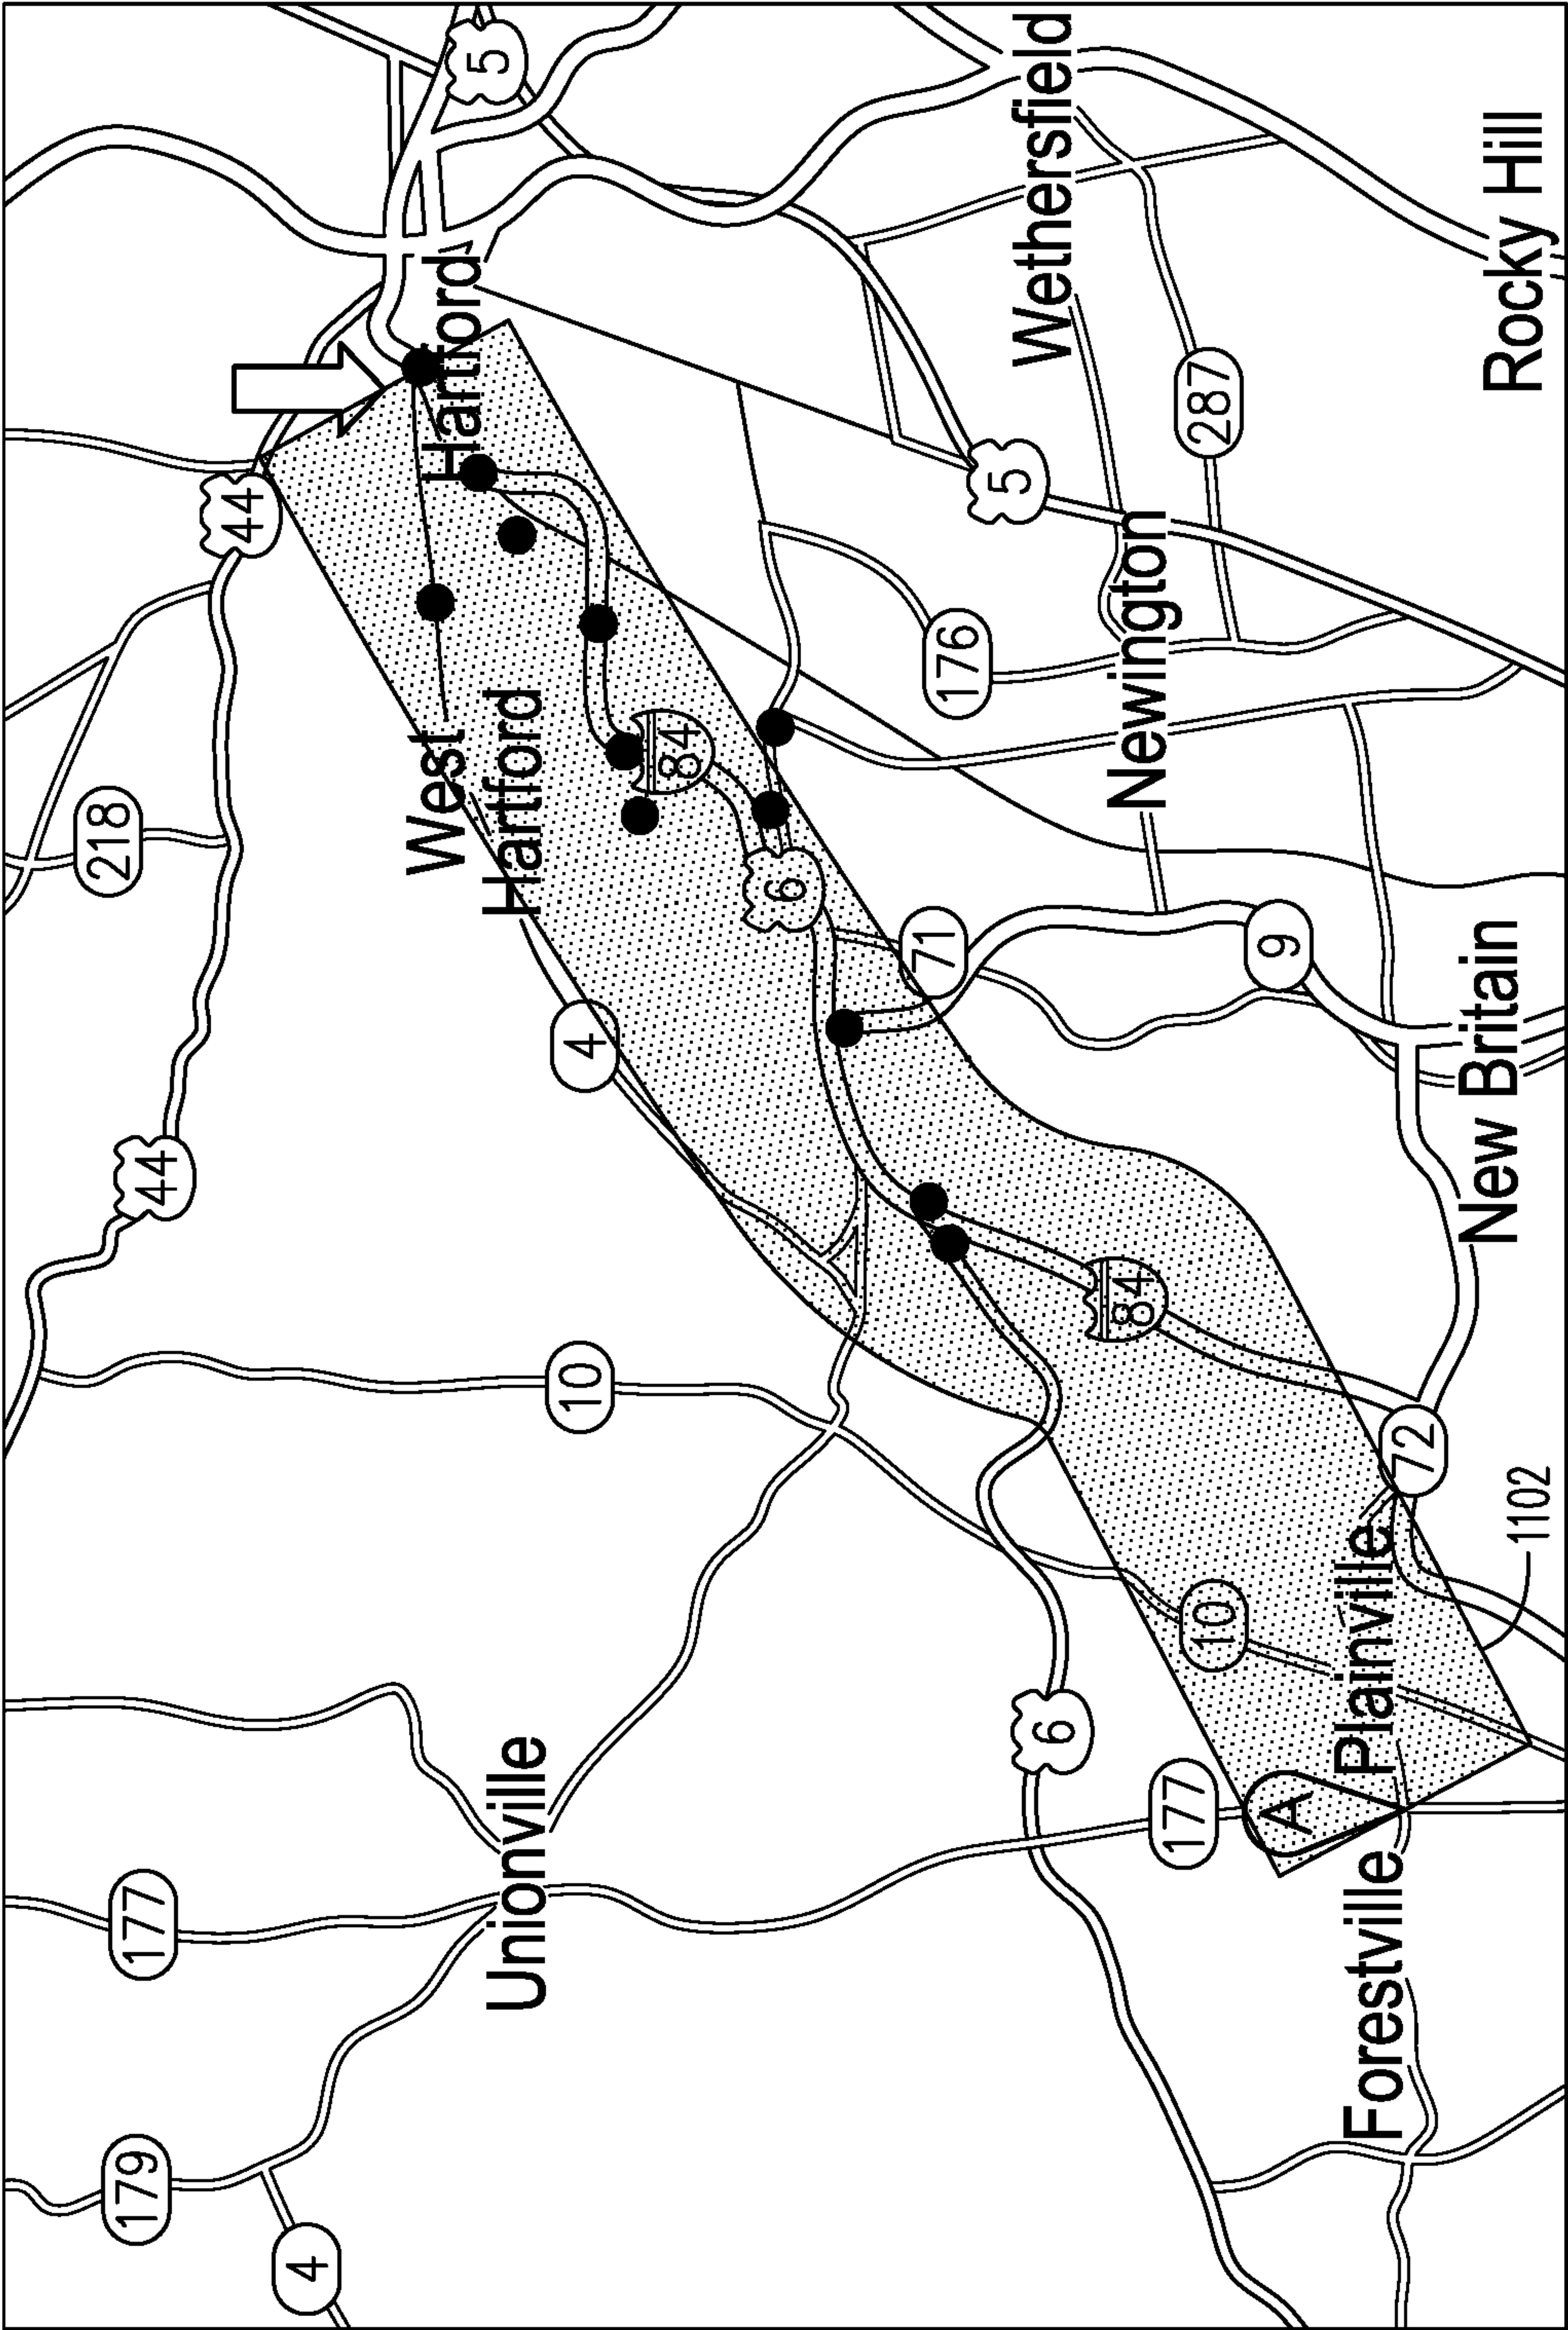 179
177
44
218
44
4
West
Hartford
Hartford
5
Unionville
10
4
84
6
71
176
5
Wethersfield
6
84
Newington
177
10
287
A
9
Forestville
Plainville
72
New Britain
Rocky Hill
1102